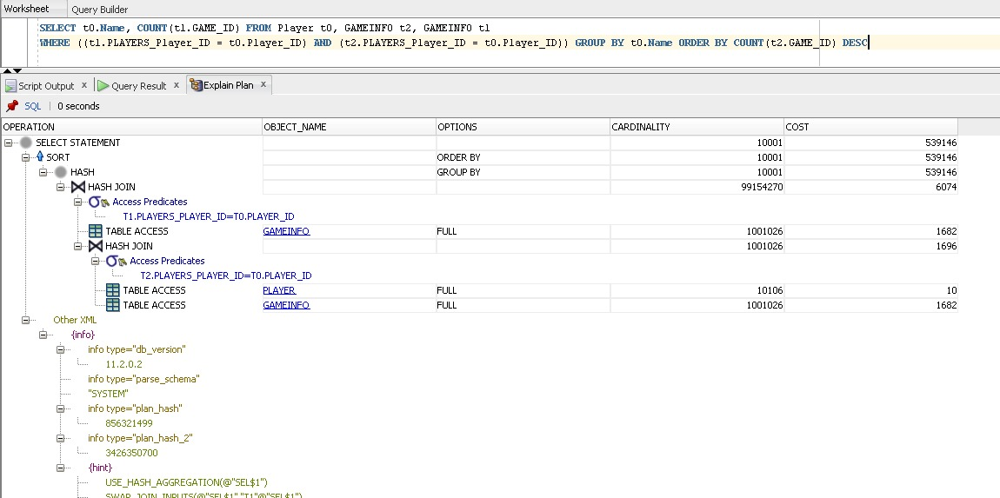 Worksheet Query Builder
SELECT t0.Name, COUNT(t1.GAME_ID) FROM Player t0, GAMEINFO t2, GAMEINFO t1
WHERE ((t1.PLAYERS_Player_ID = t0.Player_ID) AND (t2.PLAYERS_Player_ID = t0.Player_ID)) GROUP BY t0.Name ORDER BY COUNT(t2.GAME_ID) DESC
Script Output x Query Result x Explain Plan x
SQL | 0 seconds
OPERATION OBJECT_NAME OPTIONS CARDINALITY COST
SELECT STATEMENT 10001 539146
SORT ORDER BY 10001 539146
HASH GROUP BY 10001 539146
HASH JOIN 99154270 6074
Access Predicates
T1.PLAYERS_PLAYER_ID=T0.PLAYER_ID
TABLE ACCESS GAMEINFO FULL 1001026 1682
HASH JOIN 1001026 1696
Access Predicates
T2.PLAYERS_PLAYER_ID=T0.PLAYER_ID
TABLE ACCESS PLAYER FULL 10106 10
TABLE ACCESS GAMEINFO FULL 1001026 1682
Other XML
{info}
info type="db_version"
11.2.0.2
info type="parse_schema"
"SYSTEM"
info type="plan_hash"
856321499
info type="plan_hash_2"
3426350700
{hint}
USE_HASH_AGGREGATION(@"SEL$1")
SWAP_JOIN_INPUTS(@"SEL$1" "T1"@"SEL$1")